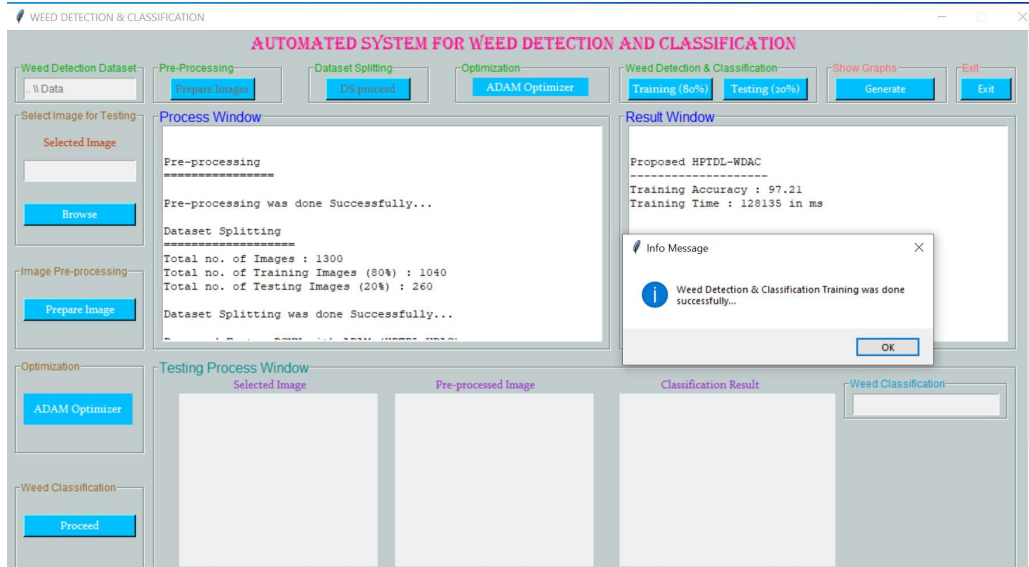 WEED DETECTION & CLASSIFICATION
AUTOMATED SYSTEM FOR WEED DETECTION AND CLASSIFICATION
Weed Detection Dataset
Pre-Processing
Dataset Splitting
Optimization
Weed Detection & Classification
Show Graphs
Exit
.. \\ Data
Prepare Images
DS proceed
ADAM Optimizer
Training (80%)
Testing (20%)
Generate
Exit
Select Image for Testing
Selected Image
Browse
Image Pre-processing
Prepare Image
Process Window
Pre-processing
================
Pre-processing was done Successfully...
Dataset Splitting
===================
Total no. of Images : 1300
Total no. of Training Images (80%) : 1040
Total no. of Testing Images (20%) : 260
Dataset Splitting was done Successfully...
Result Window
Proposed HPTDL-WDAC
--------------------
Training Accuracy : 97.21
Training Time : 128135 in ms
Info Message
Weed Detection & Classification Training was done
successfully...
OK
Optimization
ADAM Optimizer
Weed Classification
Proceed
Testing Process Window
Selected Image
Pre-processed Image
Classification Result
Weed Classification